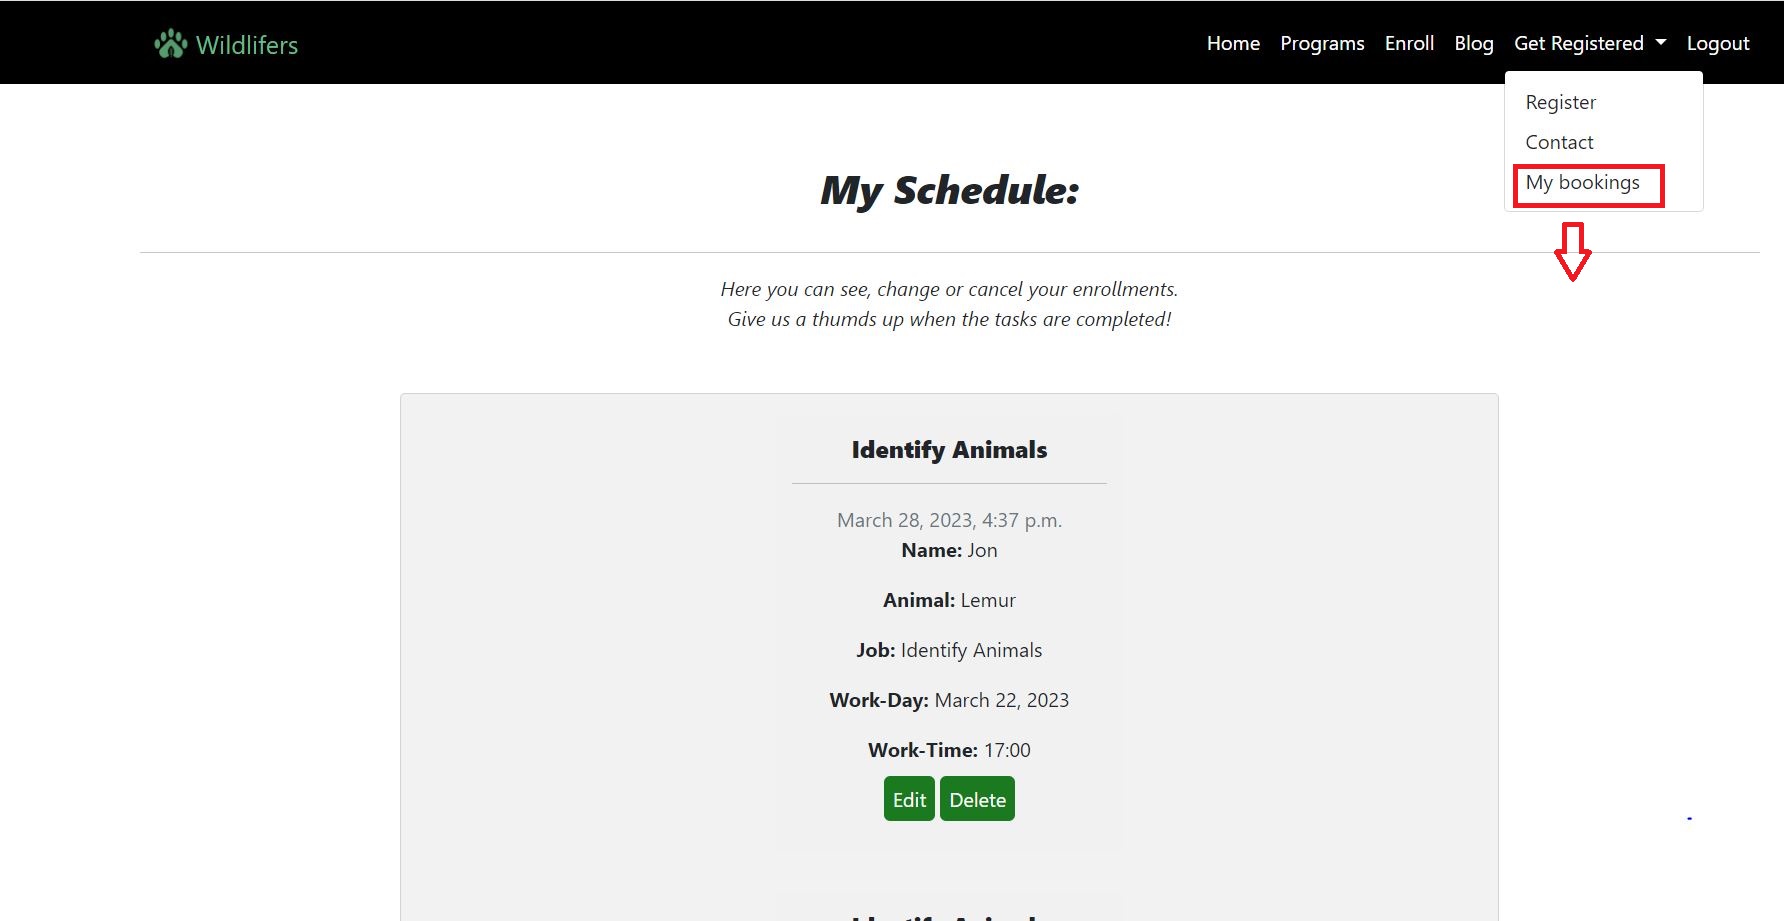 Wildlifers
Home Programs Enroll Blog Get Registered Logout
Register
Contact
My bookings
My Schedule:
Here you can see, change or cancel your enrollments.
Give us a thumds up when the tasks are completed!
Identify Animals
March 28, 2023, 4:37 p.m.
Name: Jon
Animal: Lemur
Job: Identify Animals
Work-Day: March 22, 2023
Work-Time: 17:00
Edit Delete